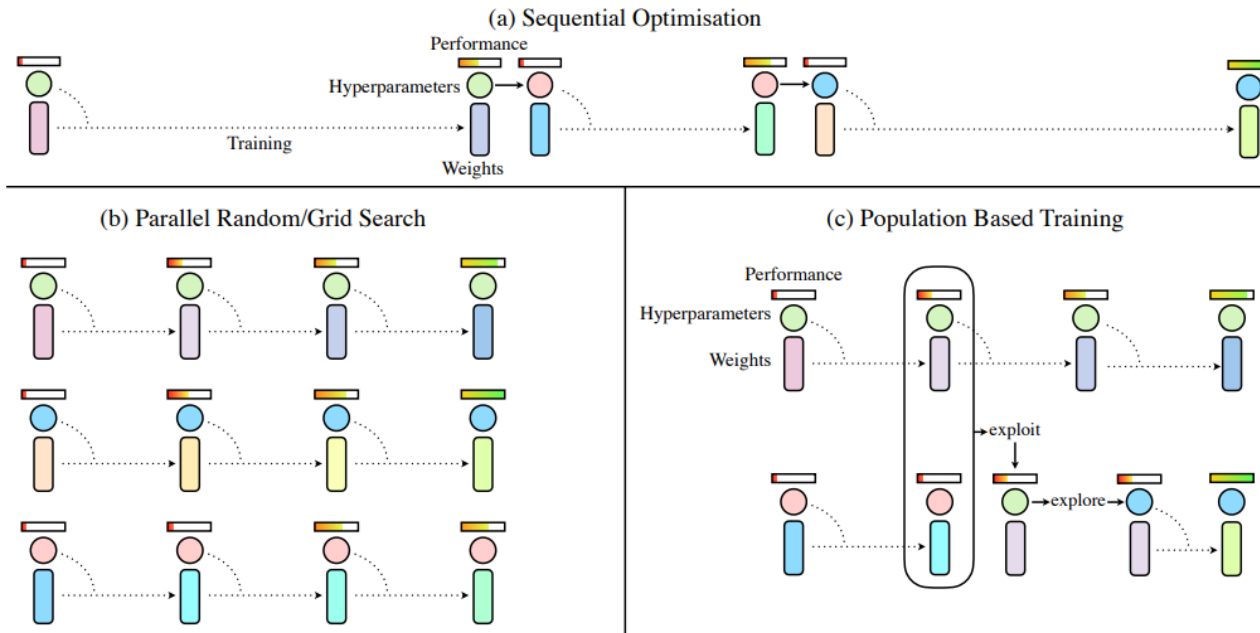 (a) Sequential Optimisation
Performance
Hyperparameters
Training
Weights
(b) Parallel Random/Grid Search
(c) Population Based Training
Performance
Hyperparameters
Weights
exploit
explore